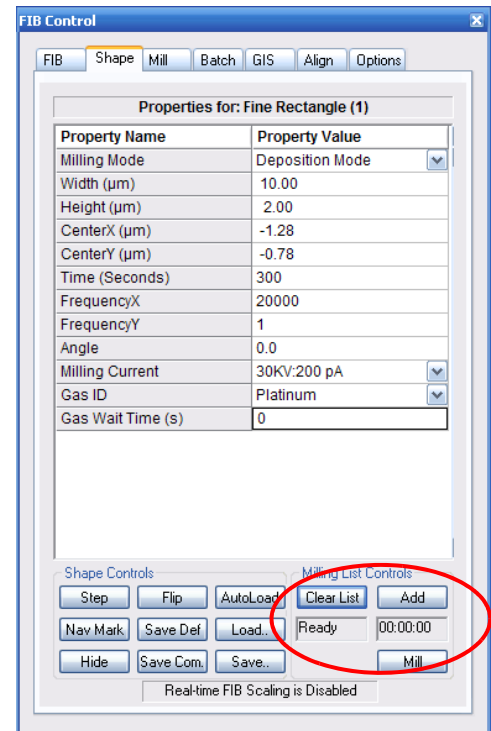 FIB Control
FIB Shape Mill Batch GIS Align Options
Properties for: Fine Rectangle (1)
Property Name Property Value
Milling Mode Deposition Mode
Width (µm) 10.00
Height (µm) 2.00
CenterX (µm) -1.28
CenterY (µm) -0.78
Time (Seconds) 300
FrequencyX 20000
FrequencyY 1
Angle 0.0
Milling Current 30KV:200 pA
Gas ID Platinum
Gas Wait Time (s) 0
Shape Controls Milling List Controls
Step Flip AutoLoad Clear List Add
Nav Mark Save Def. Load.. Ready 00:00:00
Hide Save Com. Save.. Mill
Real-time FIB Scaling is Disabled